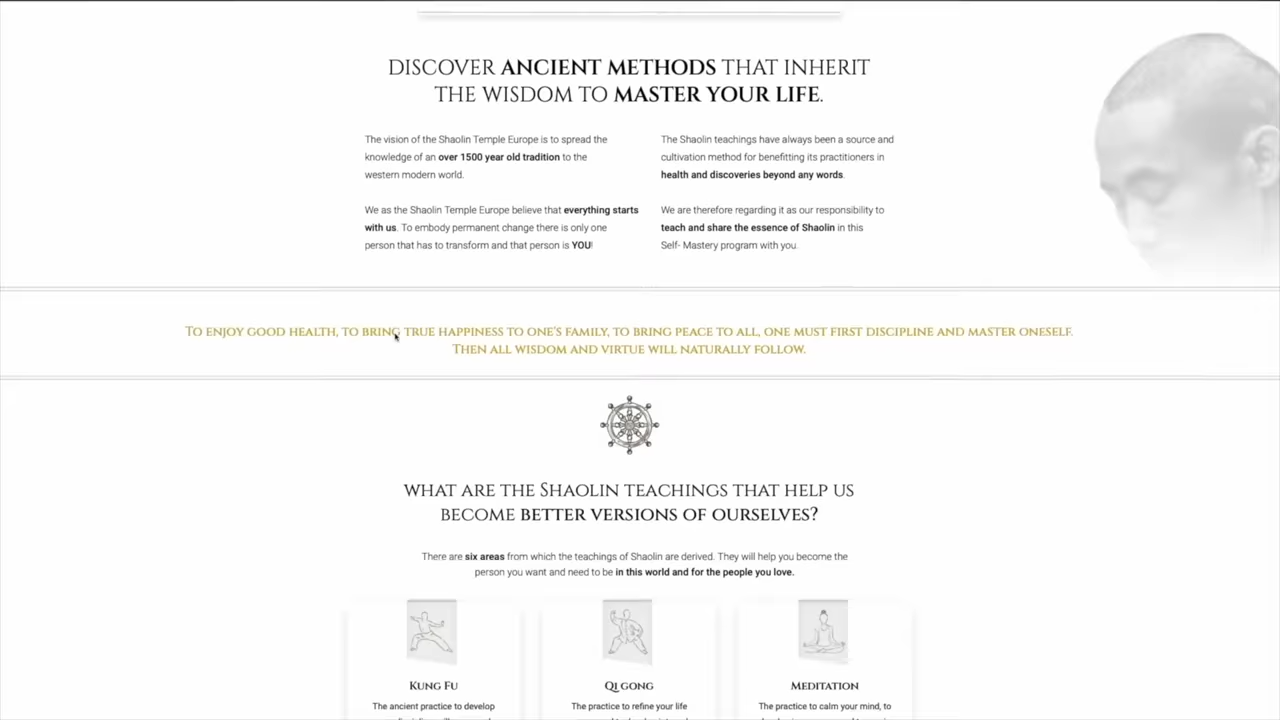 DISCOVER ANCIENT METHODS THAT INHERIT
THE WISDOM TO MASTER YOUR LIFE.
The vision of the Shaolin Temple Europe is to spread the
knowledge of an over 1500 year old tradition to the
western modern world.
We as the Shaolin Temple Europe believe that everything starts
with us. To embody permanent change there is only one
person that has to transform and that person is YOU!
The Shaolin teachings have always been a source and
cultivation method for benefitting its practitioners in
health and discoveries beyond any words.
We are therefore regarding it as our responsibility to
teach and share the essence of Shaolin in this
Self- Mastery program with you.
TO ENJOY GOOD HEALTH, TO BRING TRUE HAPPINESS TO ONE'S FAMILY, TO BRING PEACE TO ALL, ONE MUST FIRST DISCIPLINE AND MASTER ONESELF.
THEN ALL WISDOM AND VIRTUE WILL NATURALLY FOLLOW.
WHAT ARE THE SHAOLIN TEACHINGS THAT HELP US
BECOME BETTER VERSIONS OF OURSELVES?
There are six areas from which the teachings of Shaolin are derived. They will help you become the
person you want and need to be in this world and for the people you love.
KUNG FU
The ancient practice to develop
QI GONG
The practice to refine your life
MEDITATION
The practice to calm your mind, to